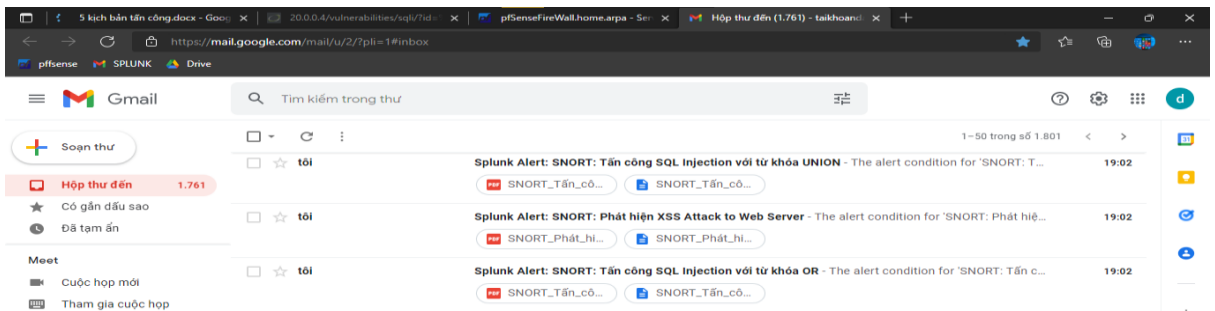 5 kịch bản tấn công.docx - Goog
20.0.0.4/vulnerabilities/sqli/?id=
pfSenseFireWall.home.arpa - Ser
Hộp thư đến (1.761) - taikhoand
https://mail.google.com/mail/u/2/?pli=1#inbox
pffsense SPLUNK Drive
Gmail
Tìm kiếm trong thư
d
Soạn thư
1–50 trong số 1.801
31
tôi Splunk Alert: SNORT: Tấn công SQL Injection với từ khóa UNION - The alert condition for 'SNORT: T... 19:02
Hộp thư đến 1.761
PDF SNORT_Tấn_cô... SNORT_Tấn_cô...
Có gắn dấu sao
tôi Splunk Alert: SNORT: Phát hiện XSS Attack to Web Server - The alert condition for 'SNORT: Phát hiệ... 19:02
Đã tạm ẩn
PDF SNORT_Phát_hi... SNORT_Phát_hi...
Meet
tôi Splunk Alert: SNORT: Tấn công SQL Injection với từ khóa OR - The alert condition for 'SNORT: Tấn c... 19:02
Cuộc họp mới
PDF SNORT_Tấn_cô... SNORT_Tấn_cô...
Tham gia cuộc họp